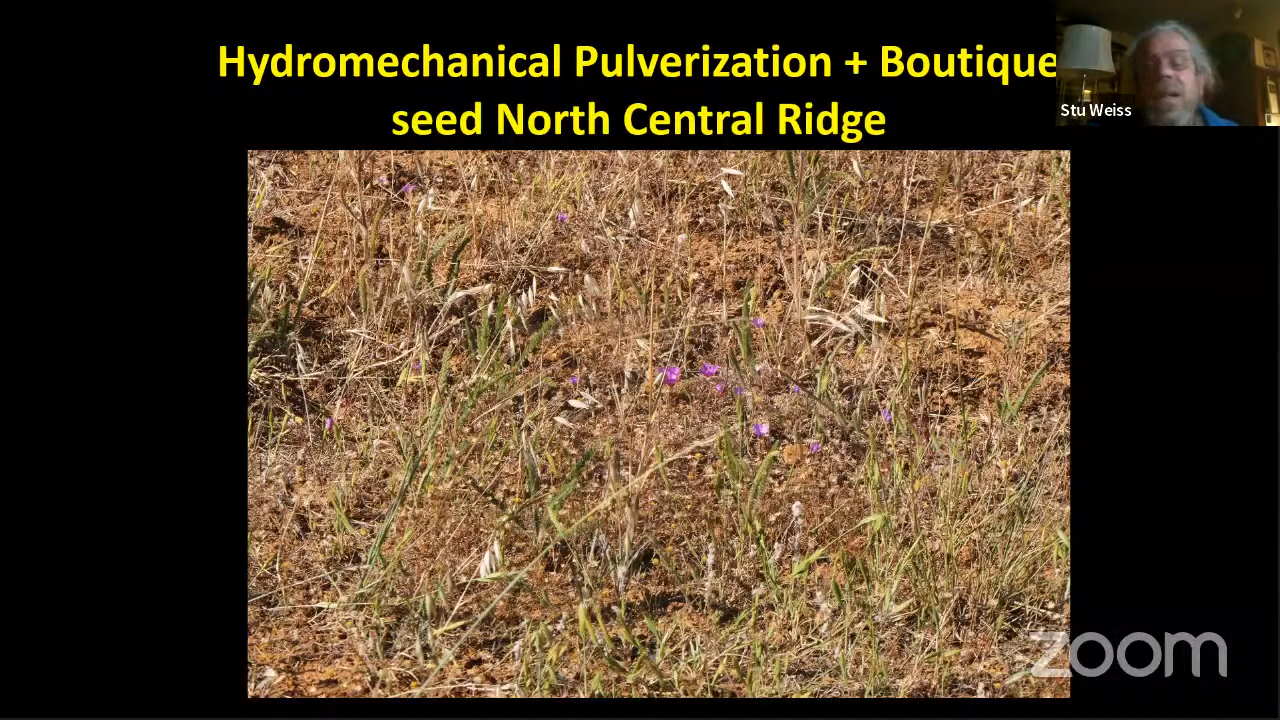 Hydromechanical Pulverization + Boutique
seed North Central Ridge
Stu Weiss
zoom